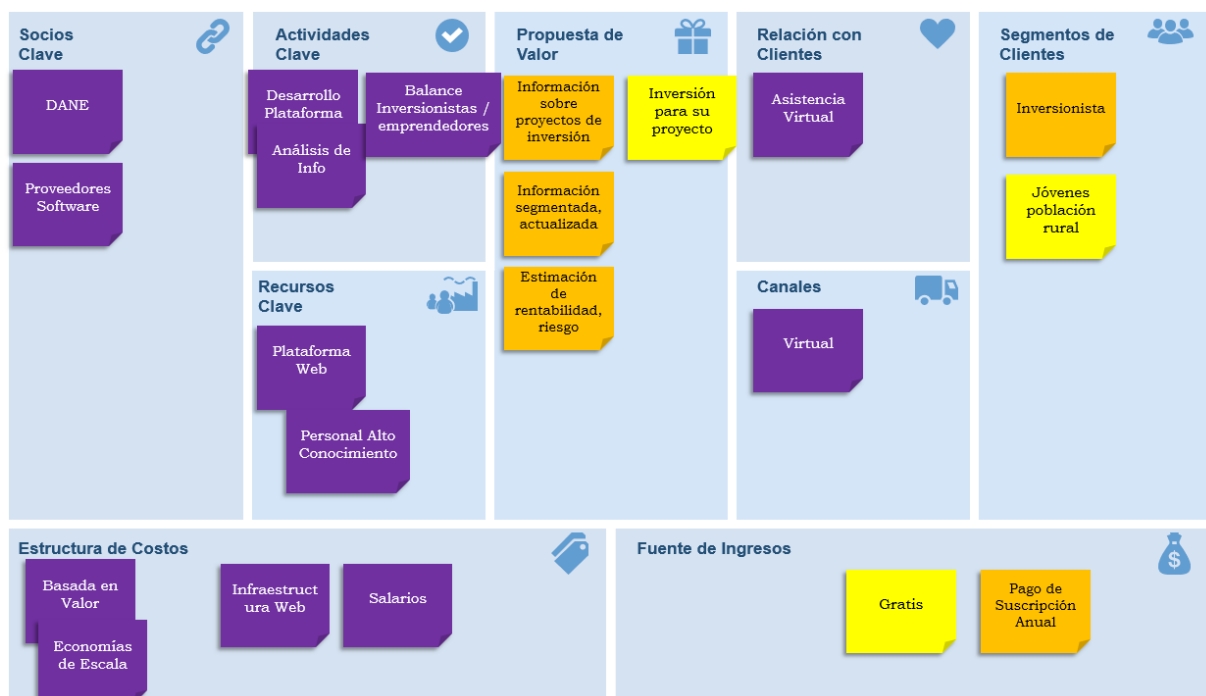 Socios
Clave
DANE
Proveedores
Software
Actividades
Clave
Desarrollo
Plataforma
Balance
Inversionistas /
emprendedores
Análisis de
Info
Recursos
Clave
Plataforma
Web
Personal Alto
Conocimiento
Propuesta de
Valor
Información
sobre
proyectos de
inversión
Inversión
para su
proyecto
Información
segmentada,
actualizada
Estimación
de
rentabilidad,
riesgo
Relación con
Clientes
Asistencia
Virtual
Canales
Virtual
Segmentos de
Clientes
Inversionista
Jóvenes
población
rural
Estructura de Costos
Basada en
Valor
Economías
de Escala
Infraestruct
ura Web
Salarios
Fuente de Ingresos
Gratis
Pago de
Suscripción
Anual
$